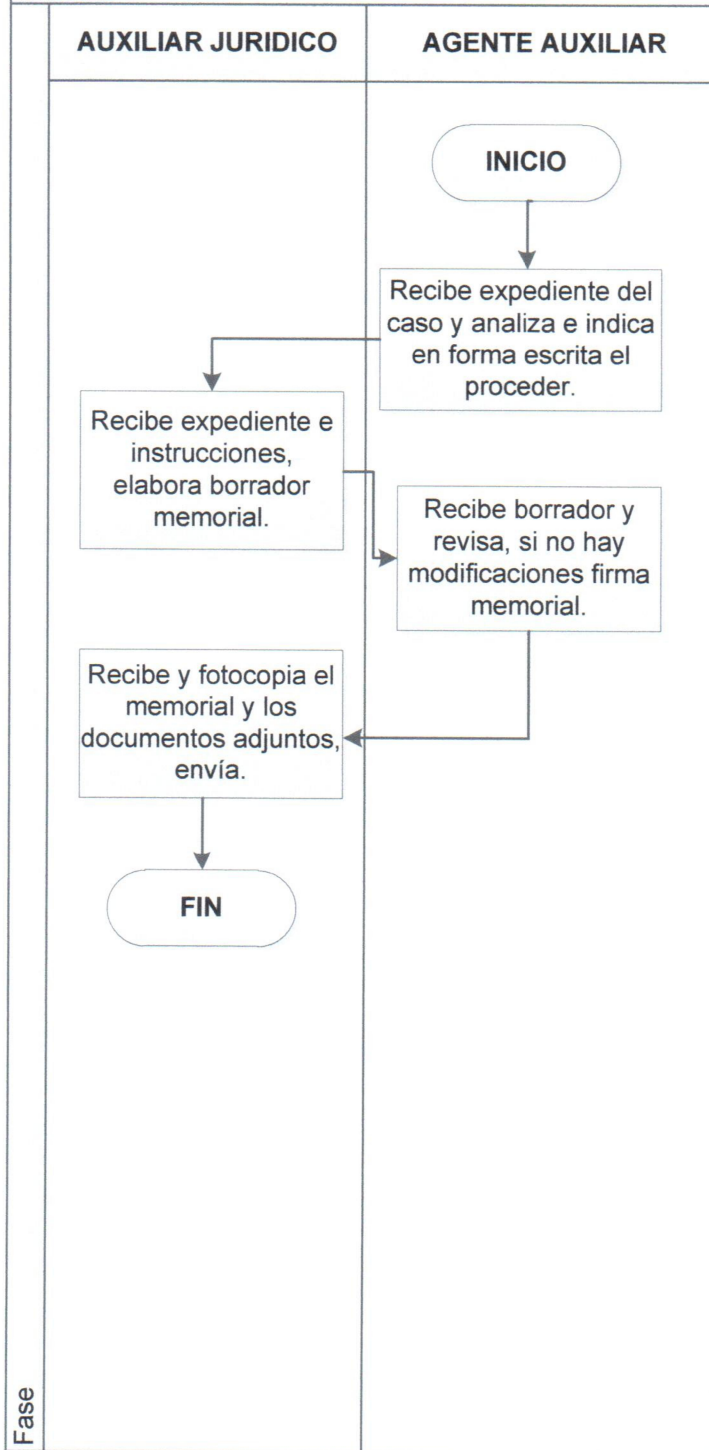 AUXILIAR JURIDICO
AGENTE AUXILIAR
INICIO
Recibe expediente del
caso y analiza e indica
en forma escrita el
proceder.
Recibe expediente e
instrucciones,
elabora borrador
memorial.
Recibe borrador y
revisa, si no hay
modificaciones firma
memorial.
Recibe y fotocopia el
memorial y los
documentos adjuntos,
envía.
FIN
Fase